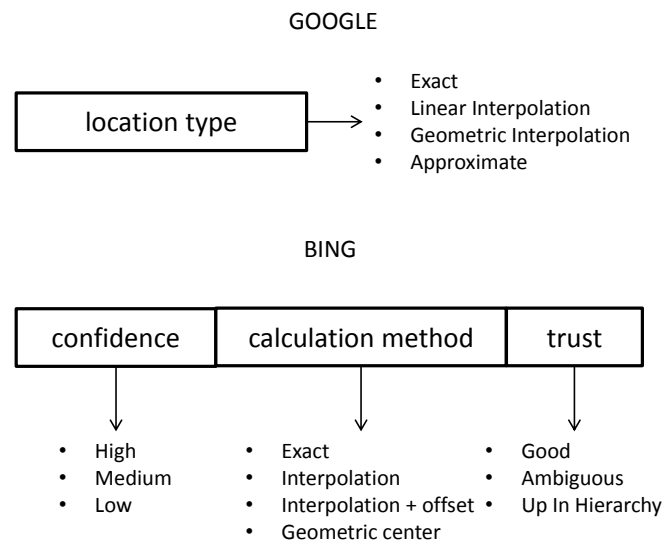 GOOGLE
location type
• Exact
• Linear Interpolation
• Geometric Interpolation
• Approximate
BING
confidence calculation method trust
• High
• Medium
• Low
• Exact
• Interpolation
• Interpolation + offset
• Geometric center
• Good
• Ambiguous
• Up In Hierarchy